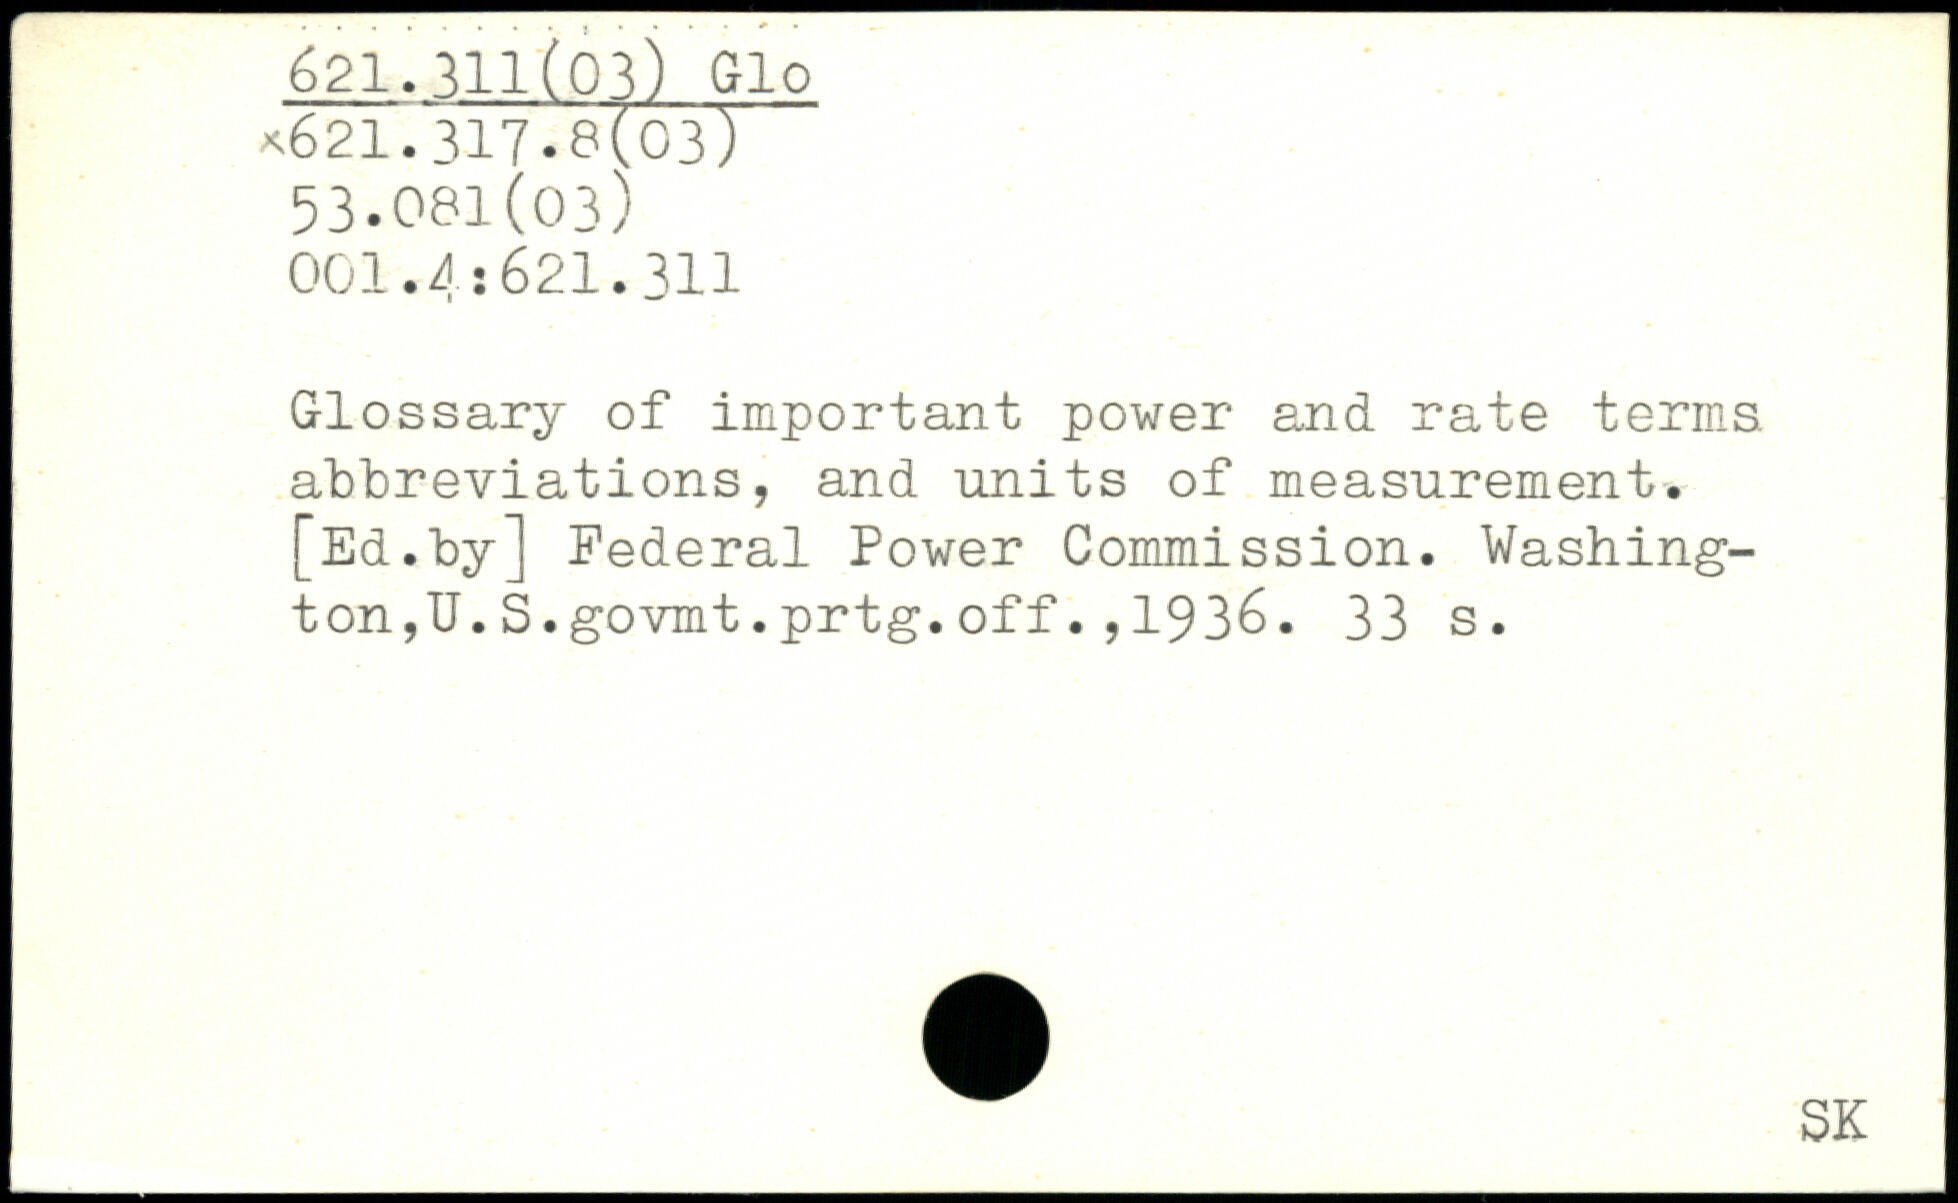 621.311(03) Glo
x621.317.8(03)
53.081(03)
001.4:621.311
Glossary of important power and rate terms
abbreviations, and units of measurement.
[Ed.by] Federal Power Commission. Washing-
ton,U.S.govmt.prtg.off.,1936. 33 s.
SK